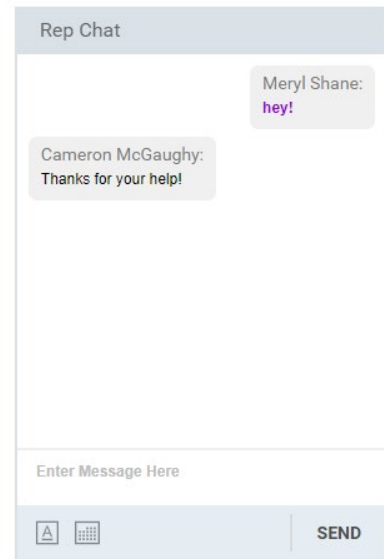 Rep Chat
Meryl Shane:
hey!
Cameron McGaughy:
Thanks for your help!
Enter Message Here
A
SEND